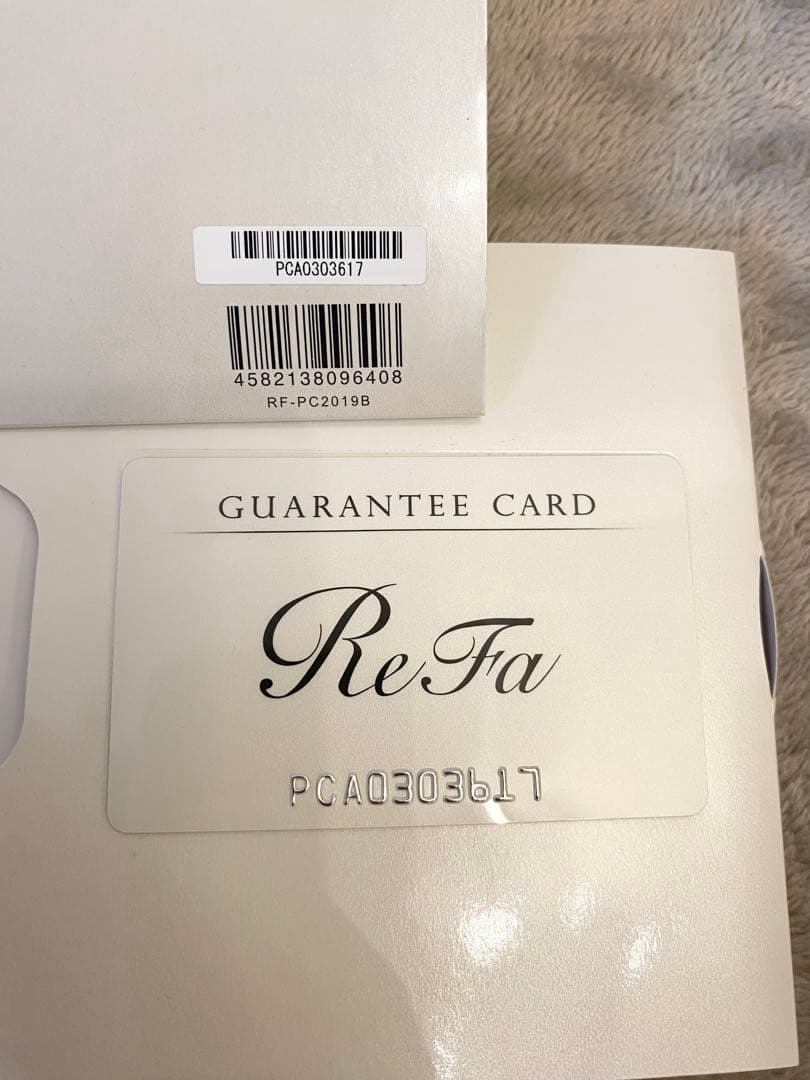 PCA0303617
4582138096408
RF-PC2019B
GUARANTEE CARD
ReFa
PCA0303617